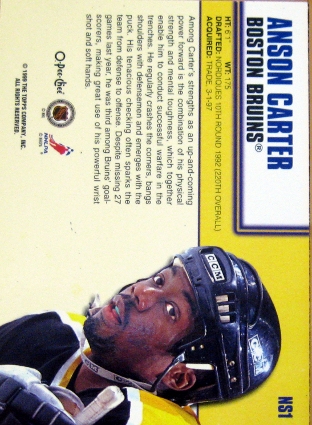 ANSON CARTER
BOSTON BRUINS®
HT: 6'1" WT: 175
DRAFTED: NORDIQUES 10TH ROUND 1992 (220TH OVERALL)
ACQUIRED: TRADE 3-1-97
Among Carter's strengths as an up-and-coming
power forward is the combination of his physical
strength and mental toughness, which together
enable him to conduct successful warfare in the
trenches. He regularly crashes the corners, bangs
shoulders with defensemen and emerges with the
puck. His tenacious checking often sparks the
team from defense to offense. Despite missing 27
games last year, he was third among Bruins' goal-
scorers, making great use of his powerful wrist
shot and soft hands.
O-Pee-Chee
NHL
NHLPA
© 1999 THE TOPPS COMPANY, INC.
ALL RIGHTS RESERVED.
CCM
NS1